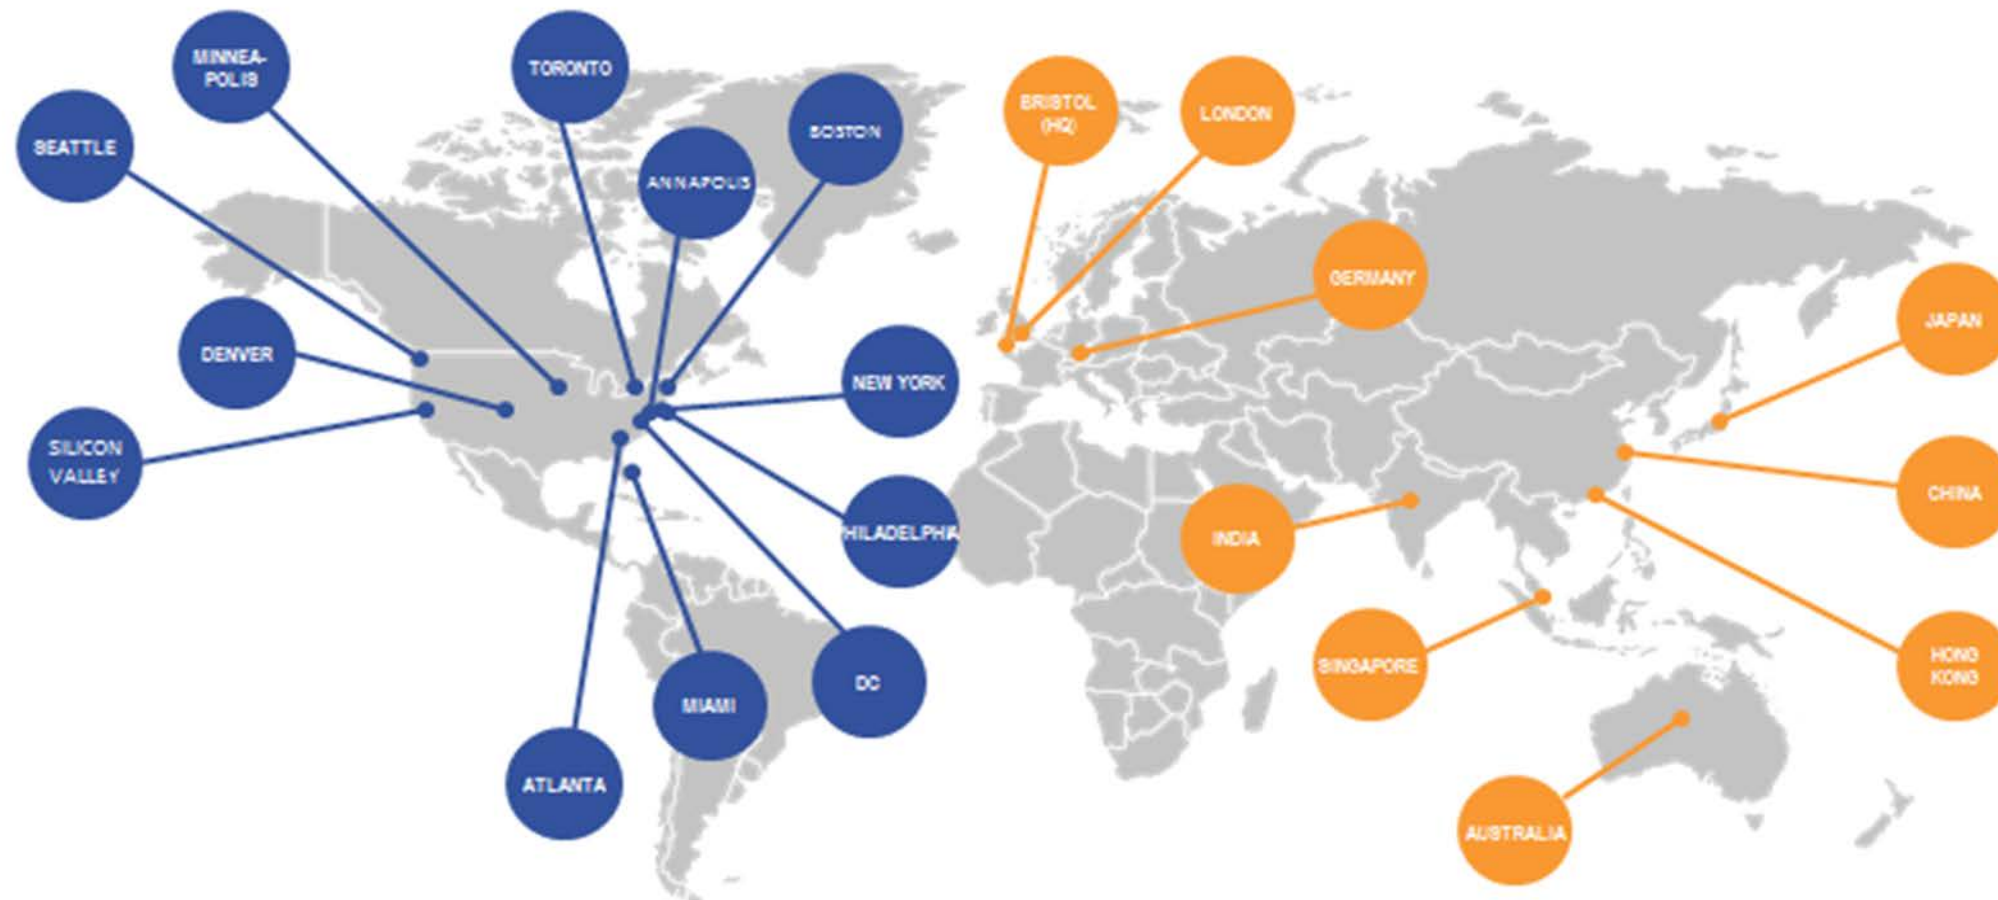 MINNEA-
POLIS
TORONTO
BRISTOL
(HQ)
LONDON
BOSTON
SEATTLE
ANNAPOLIS
GERMANY
JAPAN
DENVER
NEW YORK
SILICON
VALLEY
CHINA
HILADELPHIA
INDIA
SINGAPORE
HONG
KONG
DC
MIAMI
ATLANTA
AUSTRALIA